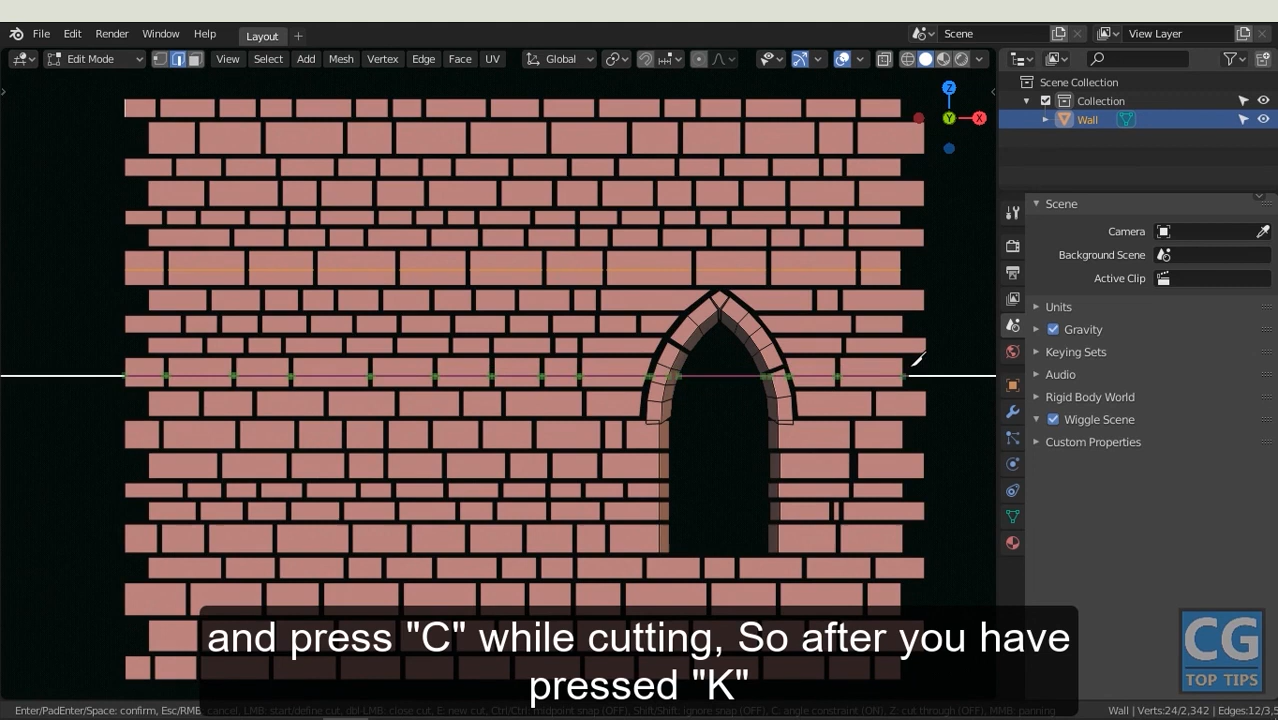 File Edit Render Window Help Layout Scene View Layer
Edit Mode View Select Add Mesh Vertex Edge Face UV Global
Scene Collection
Collection
Wall
Z
Y X
Scene
Camera
Background Scene
Active Clip
Units
Gravity
Keying Sets
Audio
Rigid Body World
Wiggle Scene
Custom Properties
and press "C" while cutting, So after you have
pressed "K"
CG
TOP TIPS
Enter/PadEnter/Space: confirm, Esc/RMB: cancel, LMB: start/define cut, dbl-LMB: close cut, E: new cut, Ctrl/Ctrl: midpoint snap (OFF), Shift/Shift: ignore snap (OFF), C: angle constraint (ON), Z: cut through (OFF), MMB: panning Wall | Verts:24/2,342 | Edges:12/3,5